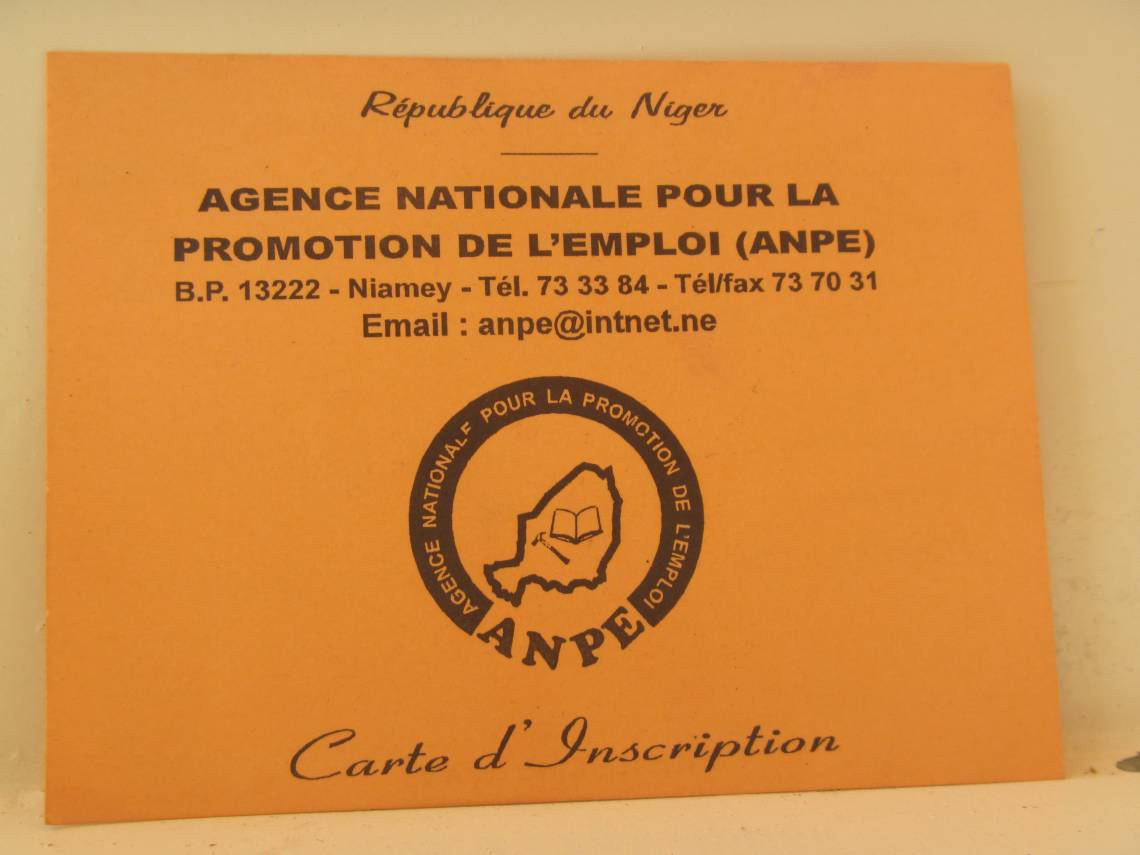 République du Niger
AGENCE NATIONALE POUR LA
PROMOTION DE L'EMPLOI (ANPE)
B.P. 13222 - Niamey - Tél. 73 33 84 - Tél/fax 73 70 31
Email : anpe@intnet.ne
AGENCE NATIONALE POUR LA PROMOTION DE L'EMPLOI
ANPE
Carte d'Inscription